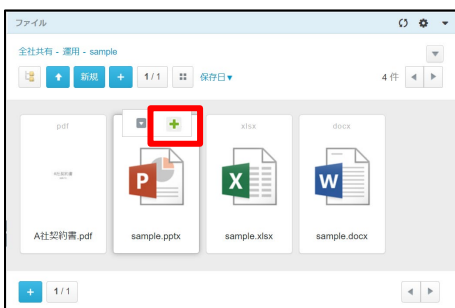 ファイル
全社共有 - 運用 - sample
新規 + 1 / 1 保存日▼ 4 件
pdf xlsx docx
P X W
A社契約書.pdf sample.pptx sample.xlsx sample.docx
+ 1 / 1